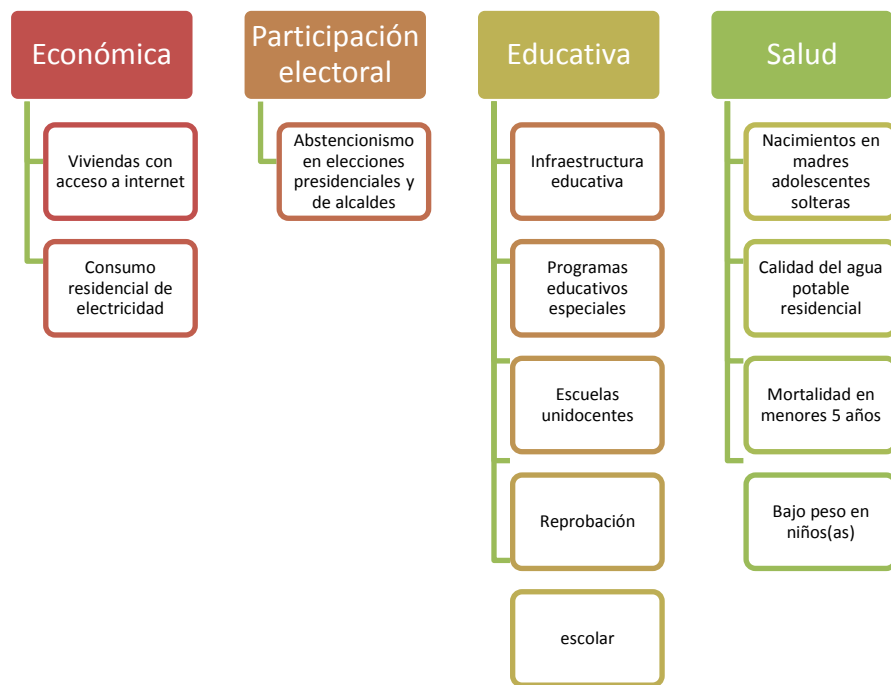 Económica
Viviendas con
acceso a internet
Consumo
residencial de
electricidad
Participación
electoral
Abstencionismo
en elecciones
presidenciales y
de alcaldes
Educativa
Infraestructura
educativa
Programas
educativos
especiales
Escuelas
unidocentes
Reprobación
escolar
Salud
Nacimientos en
madres
adolescentes
solteras
Calidad del agua
potable
residencial
Mortalidad en
menores 5 años
Bajo peso en
niños(as)